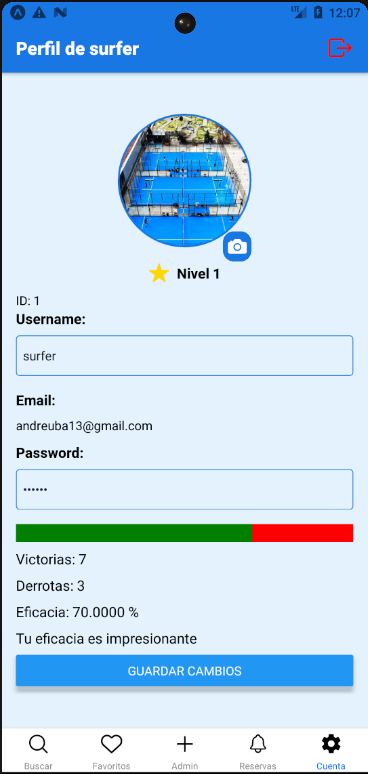 LTE 12:07
Perfil de surfer
Nivel 1
ID: 1
Username:
surfer
Email:
andreuba13@gmail.com
Password:
••••••
Victorias: 7
Derrotas: 3
Eficacia: 70.0000 %
Tu eficacia es impresionante
GUARDAR CAMBIOS
Buscar Favoritos Admin Reservas Cuenta